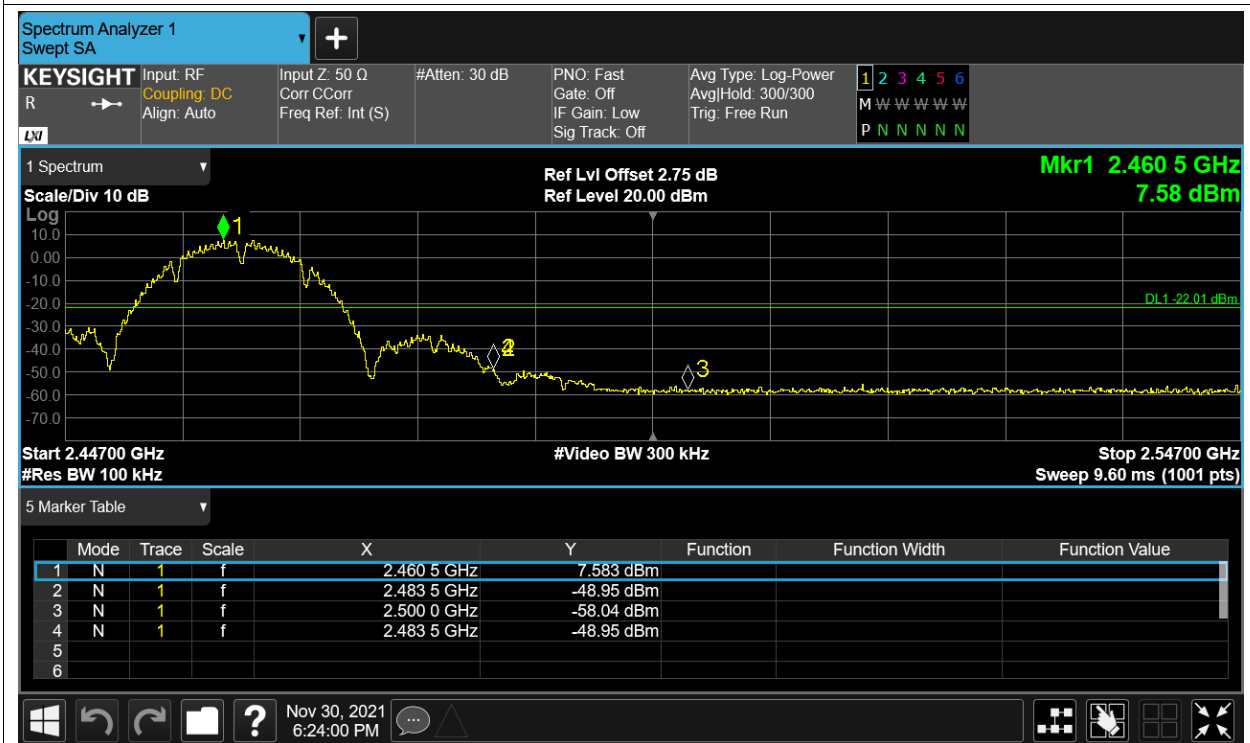 Spectrum Analyzer 1
Swept SA
+
KEYSIGHT
R
LXI
Input: RF
Coupling: DC
Align: Auto
Input Z: 50 Ω
Corr CCorr
Freq Ref: Int (S)
#Atten: 30 dB
PNO: Fast
Gate: Off
IF Gain: Low
Sig Track: Off
Avg Type: Log-Power
Avg|Hold: 300/300
Trig: Free Run
1 2 3 4 5 6
M W W W W W
P N N N N N
1 Spectrum
Scale/Div 10 dB
Ref Lvl Offset 2.75 dB
Ref Level 20.00 dBm
Mkr1 2.460 5 GHz
7.58 dBm
Log
10.0
0.00
-10.0
-20.0
-30.0
-40.0
-50.0
-60.0
-70.0
1
3
DL1 -22.01 dBm
Start 2.44700 GHz
#Res BW 100 kHz
#Video BW 300 kHz
Stop 2.54700 GHz
Sweep 9.60 ms (1001 pts)
5 Marker Table
Mode Trace Scale X Y Function Function Width Function Value
1 N 1 f 2.460 5 GHz 7.583 dBm
2 N 1 f 2.483 5 GHz -48.95 dBm
3 N 1 f 2.500 0 GHz -58.04 dBm
4 N 1 f 2.483 5 GHz -48.95 dBm
5
6
?
Nov 30, 2021
6:24:00 PM